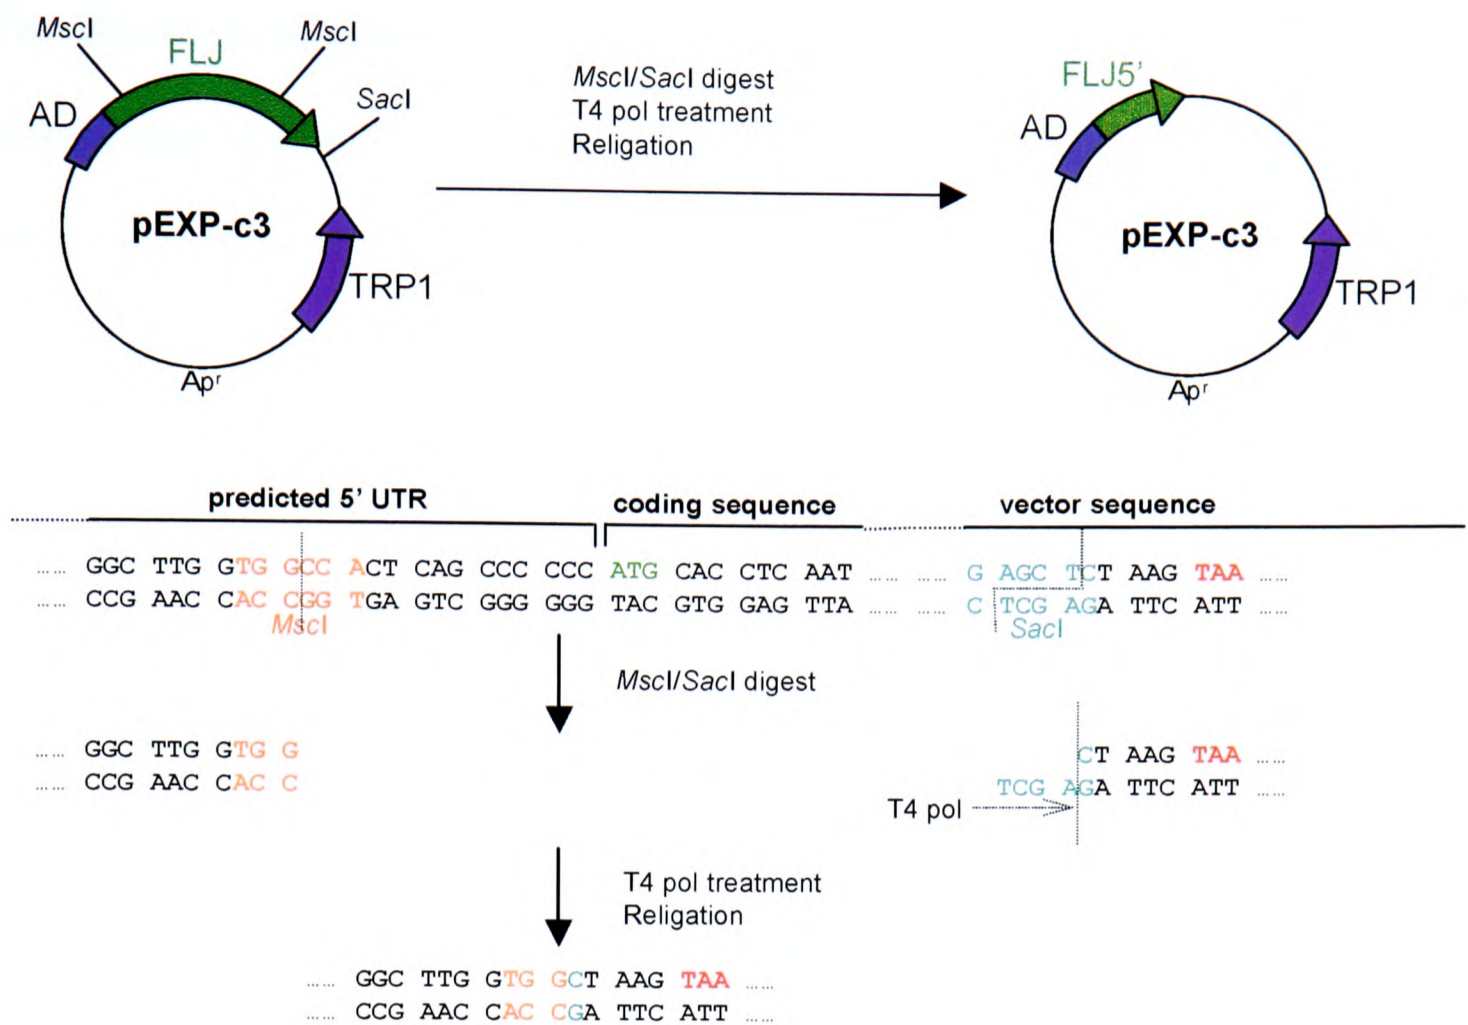 MscI
MscI
FLJ
SacI
AD
pEXP-c3
TRP1
Apʳ
MscI/SacI digest
T4 pol treatment
Religation
FLJ5'
AD
pEXP-c3
TRP1
Apʳ
predicted 5' UTR coding sequence vector sequence
...... GGC TTG GTG GCC ACT CAG CCC CCC ATG CAC CTC AAT ...... ...... G AGC TCT AAG TAA ......
...... CCG AAC CAC CGG TGA GTC GGG GGG TAC GTG GAG TTA ...... ...... C TCG AGA TTC ATT ......
MscI SacI
MscI/SacI digest
...... GGC TTG GTG G CT AAG TAA ......
...... CCG AAC CAC C TCG AGA TTC ATT ......
T4 pol
T4 pol treatment
Religation
...... GGC TTG GTG GCT AAG TAA ......
...... CCG AAC CAC CGA TTC ATT ......